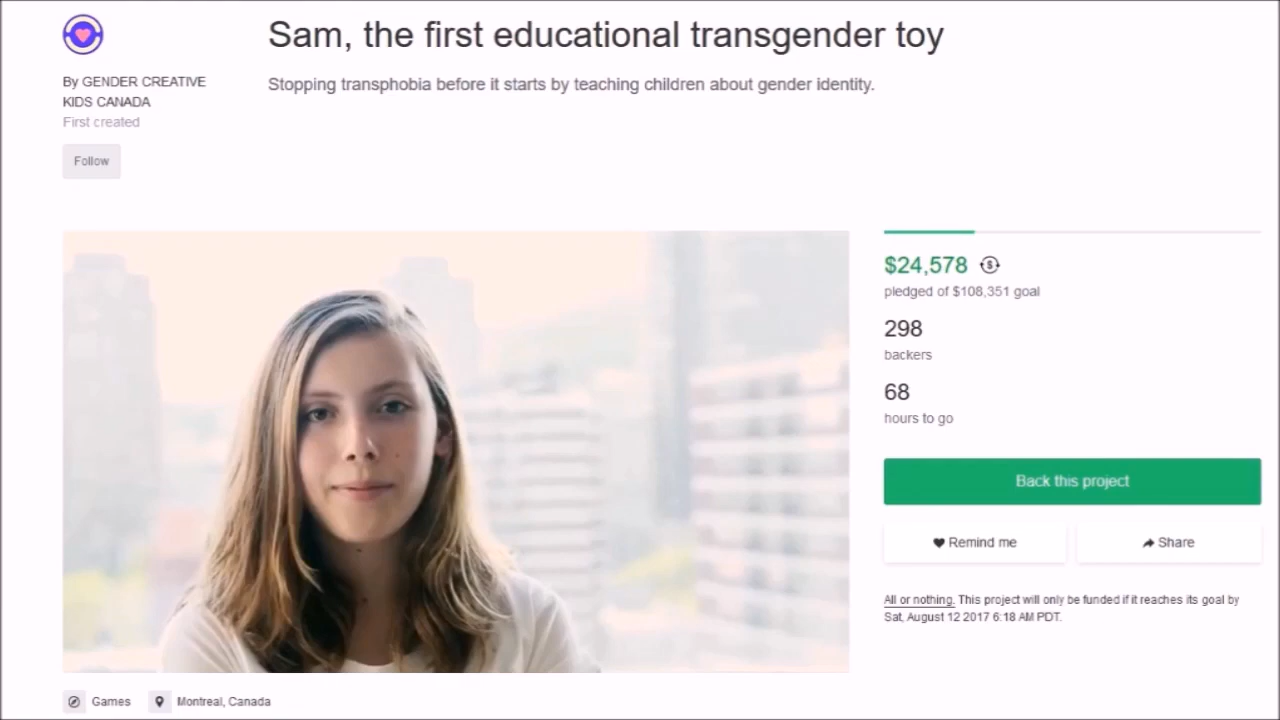 Sam, the first educational transgender toy
By GENDER CREATIVE
KIDS CANADA
First created
Follow
Stopping transphobia before it starts by teaching children about gender identity.
$24,578
pledged of $108,351 goal
298
backers
68
hours to go
Back this project
Remind me
Share
All or nothing. This project will only be funded if it reaches its goal by
Sat, August 12 2017 6:18 AM PDT.
Games
Montreal, Canada